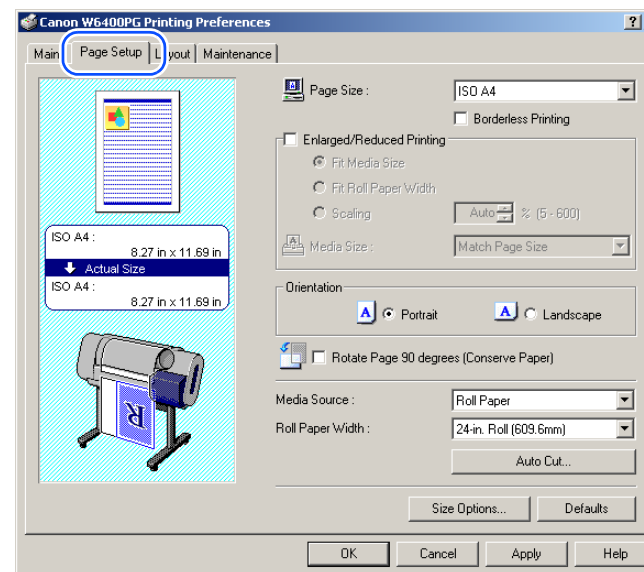 Canon W6400PG Printing Preferences
?
Main Page Setup Layout Maintenance
Page Size : ISO A4
Borderless Printing
Enlarged/Reduced Printing
Fit Media Size
Fit Roll Paper Width
Scaling Auto % (5 - 600)
Media Size : Match Page Size
ISO A4 :
8.27 in x 11.69 in
Actual Size
ISO A4 :
8.27 in x 11.69 in
Orientation
A Portrait A Landscape
Rotate Page 90 degrees (Conserve Paper)
R
Media Source : Roll Paper
Roll Paper Width : 24-in. Roll (609.6mm)
Auto Cut...
Size Options... Defaults
OK Cancel Apply Help